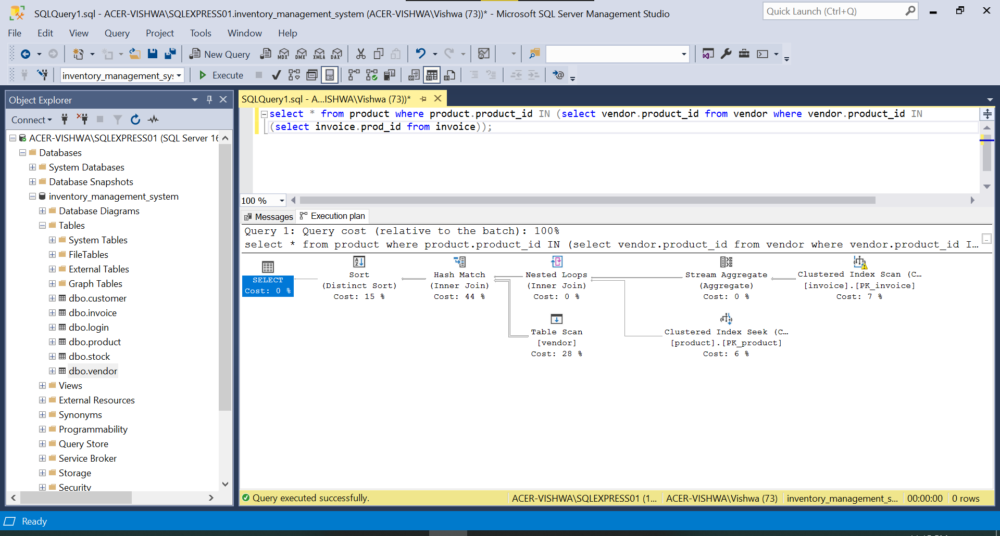 SQLQuery1.sql - ACER-VISHWA\SQLEXPRESS01.inventory_management_system (ACER-VISHWA\Vishwa (73))* - Microsoft SQL Server Management Studio
Quick Launch (Ctrl+Q)
File Edit View Query Project Tools Window Help
New Query MDX DMX XMLA DAX
inventory_management_sys Execute
Object Explorer
Connect
ACER-VISHWA\SQLEXPRESS01 (SQL Server 16
Databases
System Databases
Database Snapshots
inventory_management_system
Database Diagrams
Tables
System Tables
FileTables
External Tables
Graph Tables
dbo.customer
dbo.invoice
dbo.login
dbo.product
dbo.stock
dbo.vendor
Views
External Resources
Synonyms
Programmability
Query Store
Service Broker
Storage
Security
SQLQuery1.sql - A...ISHWA\Vishwa (73))*
select * from product where product.product_id IN (select vendor.product_id from vendor where vendor.product_id IN
(select invoice.prod_id from invoice));
100 %
Messages Execution plan
Query 1: Query cost (relative to the batch): 100%
select * from product where product.product_id IN (select vendor.product_id from vendor where vendor.product_id I...
SELECT
Cost: 0 %
Sort
(Distinct Sort)
Cost: 15 %
Hash Match
(Inner Join)
Cost: 44 %
Nested Loops
(Inner Join)
Cost: 0 %
Stream Aggregate
(Aggregate)
Cost: 0 %
Clustered Index Scan (C...
[invoice].[PK_invoice]
Cost: 7 %
Table Scan
[vendor]
Cost: 28 %
Clustered Index Seek (C...
[product].[PK_product]
Cost: 6 %
Query executed successfully.
ACER-VISHWA\SQLEXPRESS01 (1... ACER-VISHWA\Vishwa (73) inventory_management_s... 00:00:00 0 rows
Ready